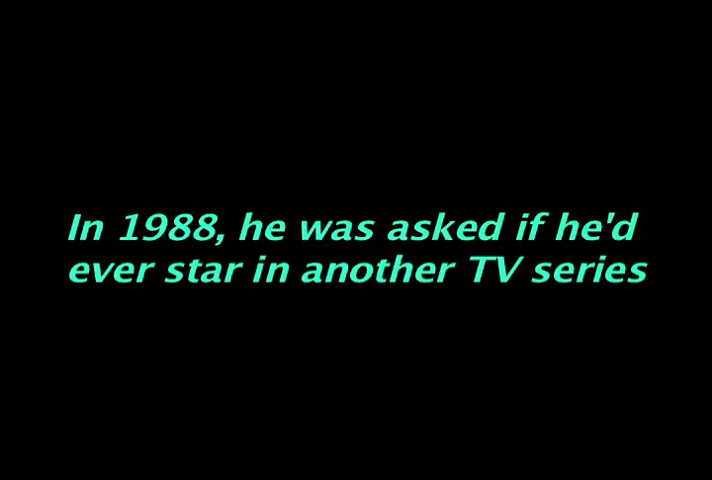 In 1988, he was asked if he'd
ever star in another TV series